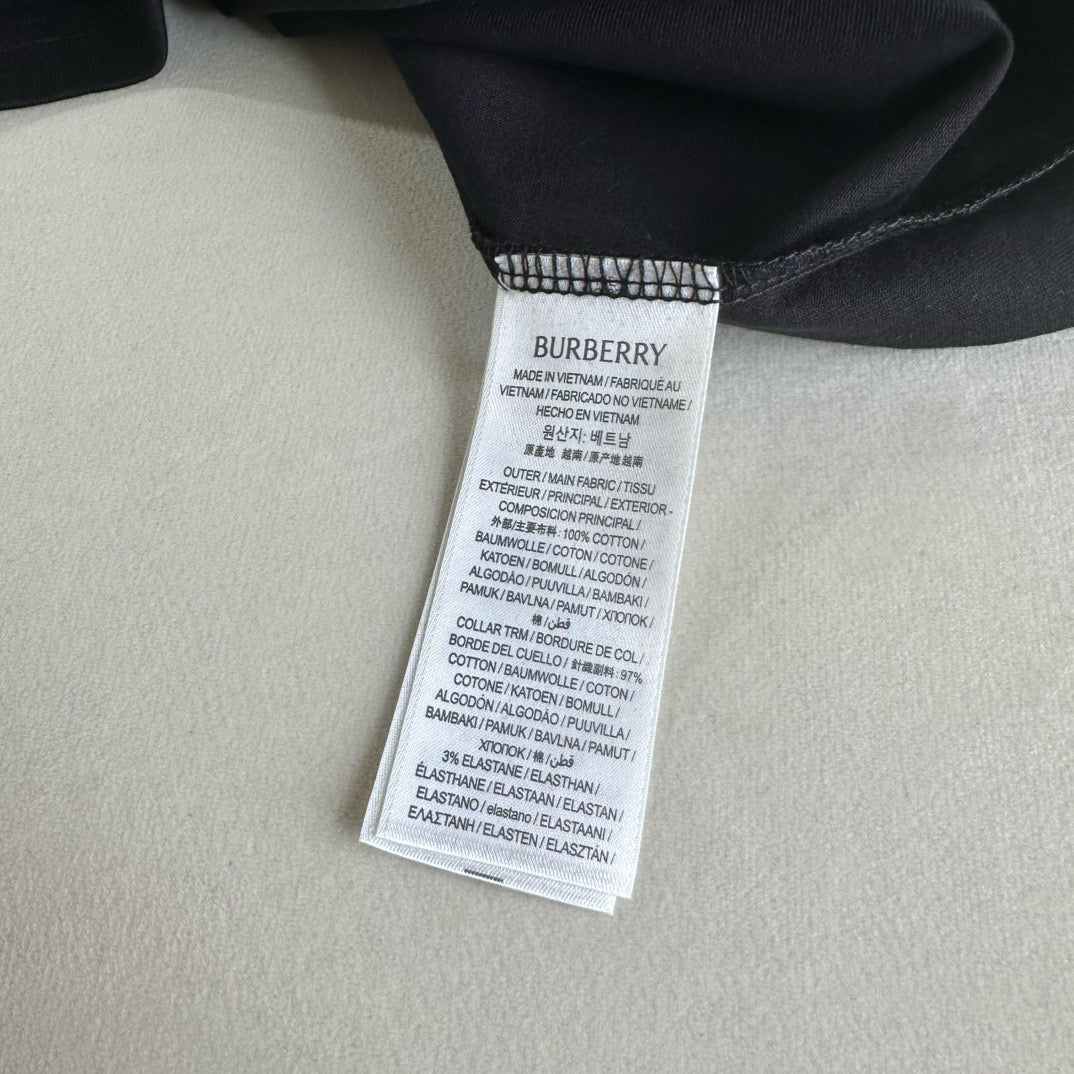 BURBERRY
MADE IN VIETNAM / FABRIQUÉ AU
VIETNAM / FABRICADO NO VIETNAME /
HECHO EN VIETNAM
원산지: 베트남
原產地 越南 / 原产地 越南
OUTER / MAIN FABRIC / TISSU
EXTÉRIEUR / PRINCIPAL / EXTERIOR -
COMPOSICION PRINCIPAL /
外部/主要布料: 100% COTTON /
BAUMWOLLE / COTON / COTONE /
KATOEN / BOMULL / ALGODÓN /
ALGODÃO / PUUVILLA / BAMBAKI /
PAMUK / BAVLNA / PAMUT / ХЛОПОК /
棉 / قطن
COLLAR TRM / BORDURE DE COL /
BORDE DEL CUELLO / 針織副料: 97%
COTTON / BAUMWOLLE / COTON /
COTONE / KATOEN / BOMULL /
ALGODÓN / ALGODÃO / PUUVILLA /
BAMBAKI / PAMUK / BAVLNA / PAMUT /
ХЛОПОК / 棉 / قطن
3% ELASTANE / ELASTHAN /
ÉLASTHANE / ELASTAAN / ELASTAN /
ELASTANO / elastano / ELASTAANI /
ΕΛΑΣΤΑΝΗ / ELASTEN / ELASZTÁN /